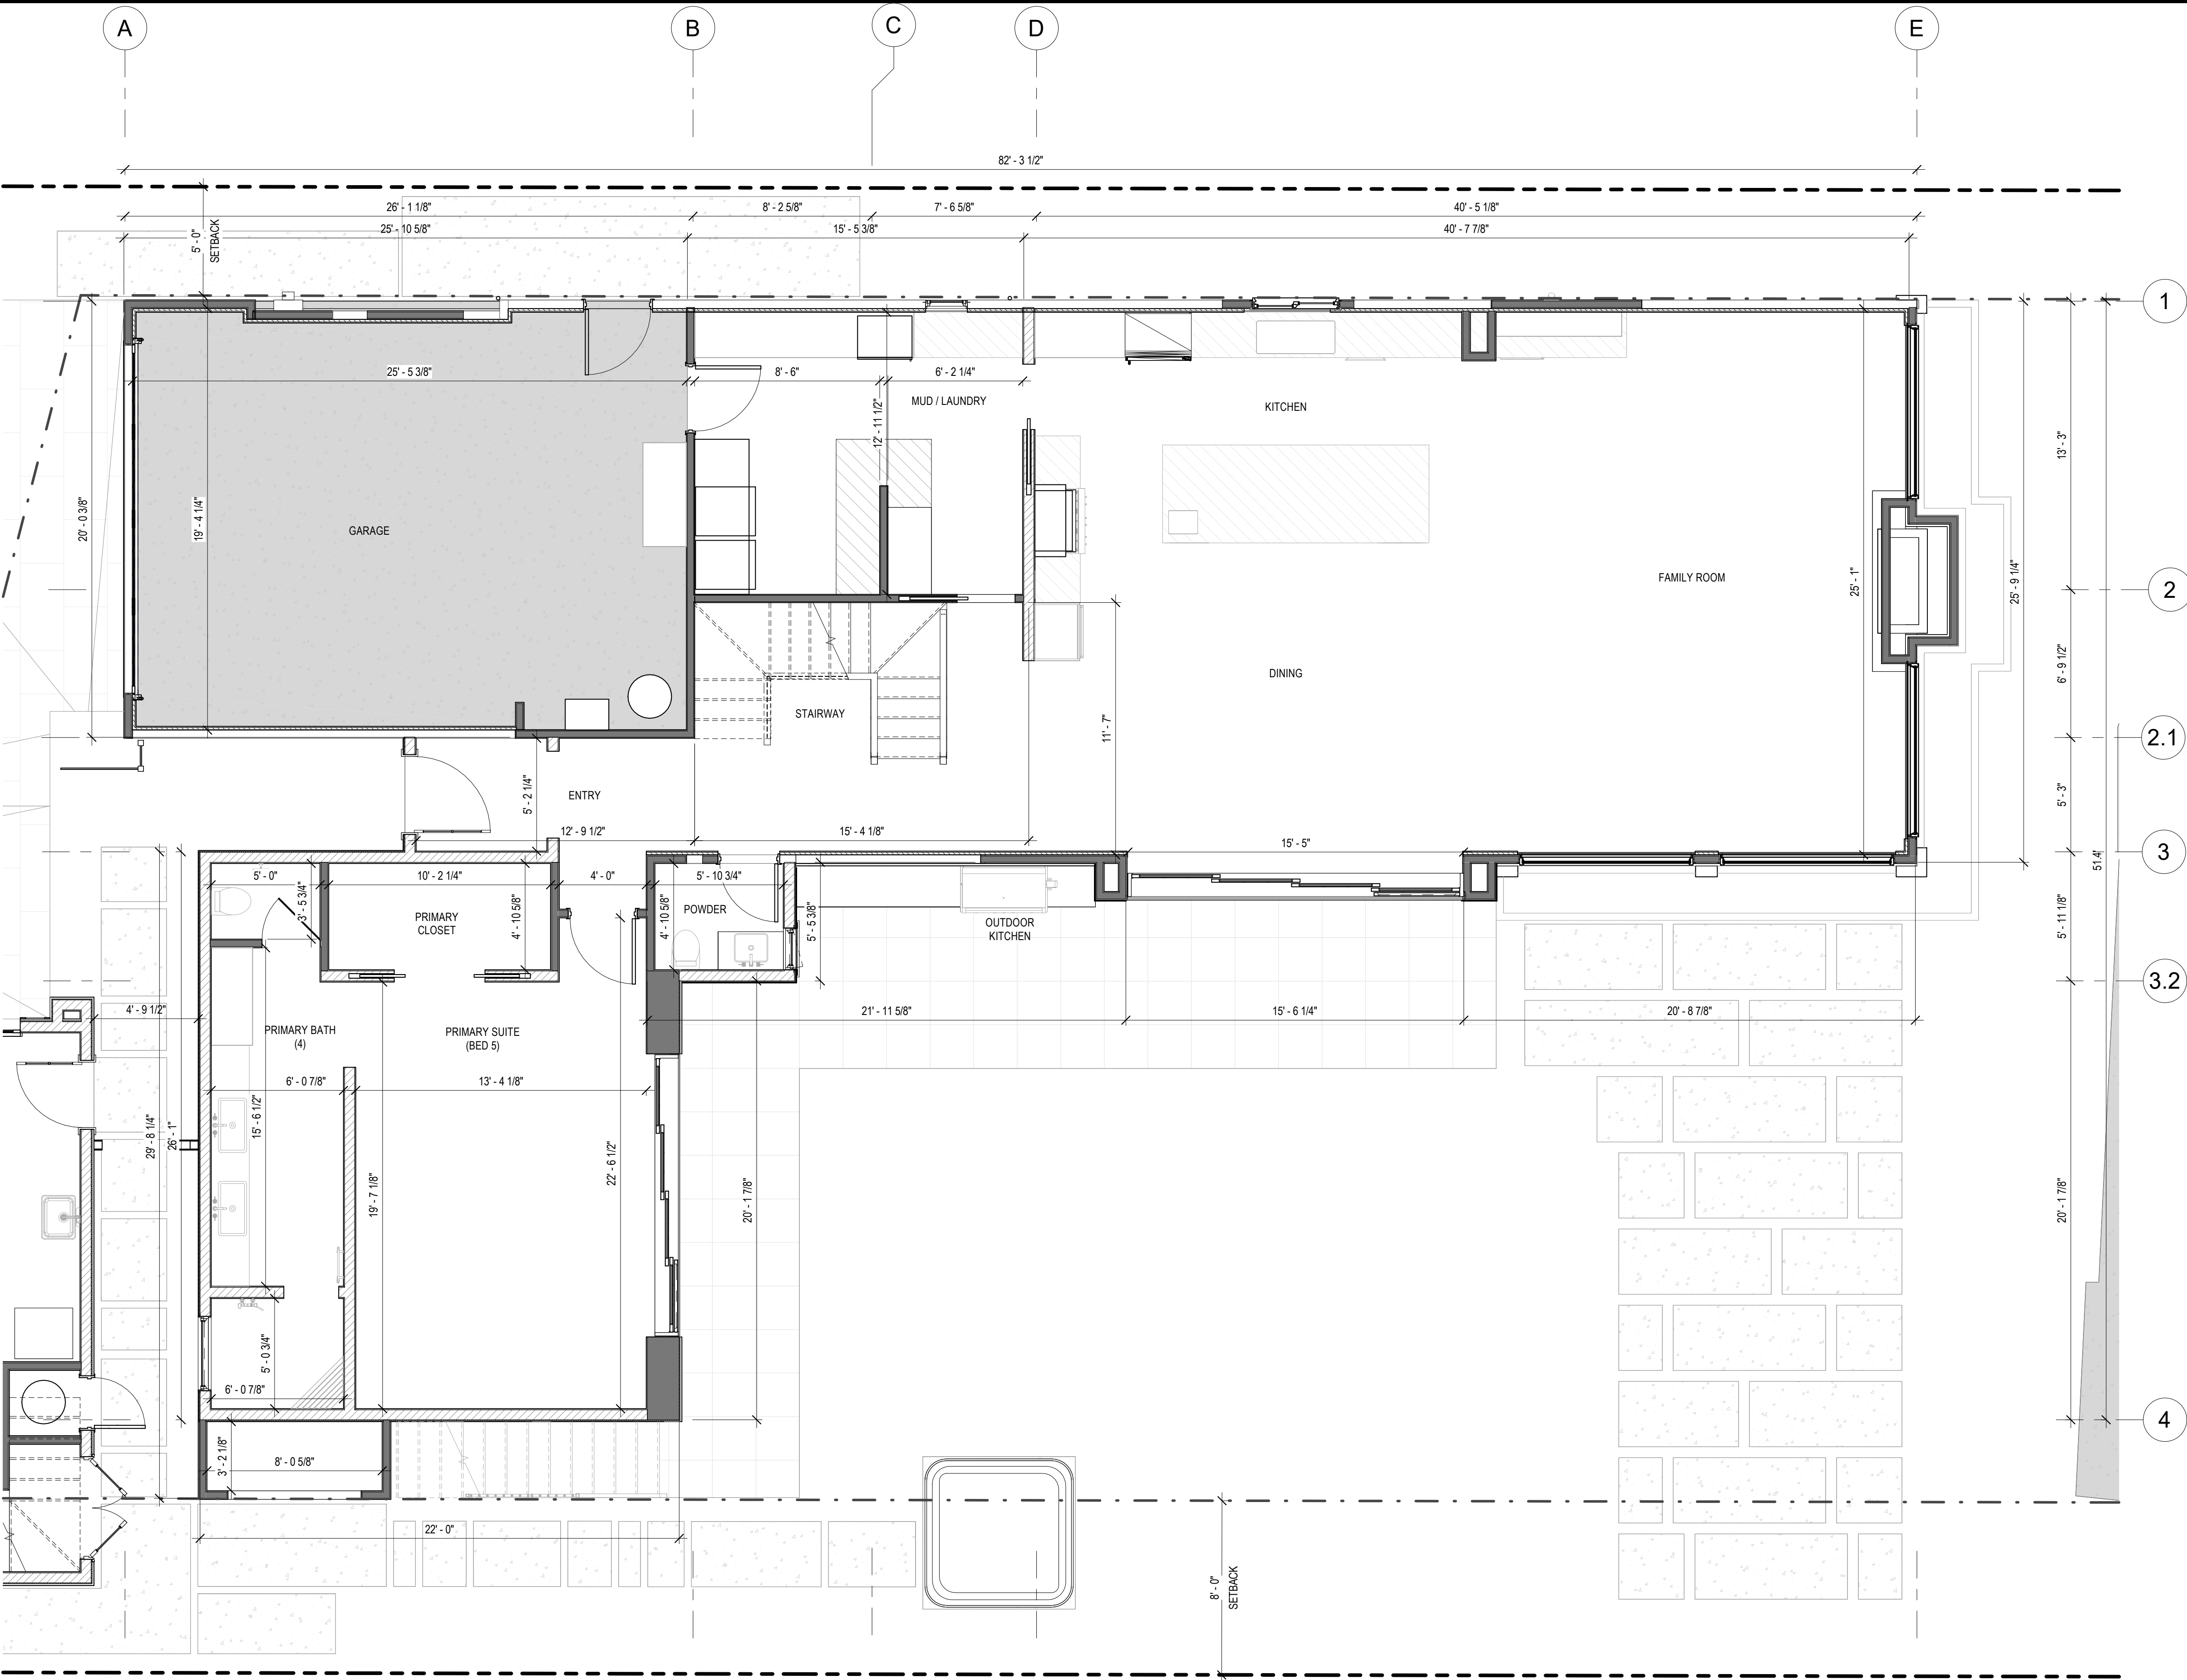 A
B
C
D
E
82' - 3 1/2"
26' - 1 1/8"
8' - 2 5/8"
7' - 6 5/8"
40' - 5 1/8"
5' - 0"
SETBACK
25' - 10 5/8"
15' - 5 3/8"
40' - 7 7/8"
1
25' - 5 3/8"
8' - 6"
6' - 2 1/4"
MUD / LAUNDRY
KITCHEN
12' - 11 1/2"
13' - 3"
20' - 0 3/8"
19' - 4 1/4"
GARAGE
FAMILY ROOM
25' - 1"
25' - 9 1/4"
2
DINING
6' - 9 1/2"
STAIRWAY
11' - 7"
2.1
5' - 2 1/4"
ENTRY
5' - 3"
12' - 9 1/2"
15' - 4 1/8"
15' - 5"
3
51.4'
5' - 0"
3' - 5 3/4"
10' - 2 1/4"
4' - 0"
5' - 10 3/4"
PRIMARY
CLOSET
4' - 10 5/8"
4' - 10 5/8"
POWDER
5' - 5 3/8"
OUTDOOR
KITCHEN
5' - 11 1/8"
3.2
4' - 9 1/2"
PRIMARY BATH
(4)
PRIMARY SUITE
(BED 5)
21' - 11 5/8"
15' - 6 1/4"
20' - 8 7/8"
6' - 0 7/8"
13' - 4 1/8"
29' - 8 1/4"
26' - 1"
15' - 6 1/2"
19' - 7 1/8"
22' - 6 1/2"
20' - 1 7/8"
20' - 1 7/8"
5' - 0 3/4"
6' - 0 7/8"
4
3' - 2 1/8"
8' - 0 5/8"
22' - 0"
8' - 0"
SETBACK